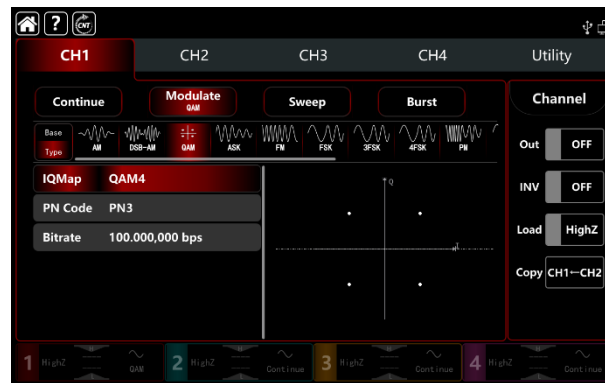 ? CNT
CH1 CH2 CH3 CH4 Utility
Continue Modulate QAM Sweep Burst Channel
Base Type AM DSB-AM QAM ASK FM FSK 3FSK 4FSK PM
Out OFF
IQMap QAM4
Q
INV OFF
PN Code PN3
Bitrate 100.000,000 bps
I
Load HighZ
Copy CH1←CH2
1 HighZ QAM 2 HighZ Continue 3 HighZ Continue 4 HighZ Continue